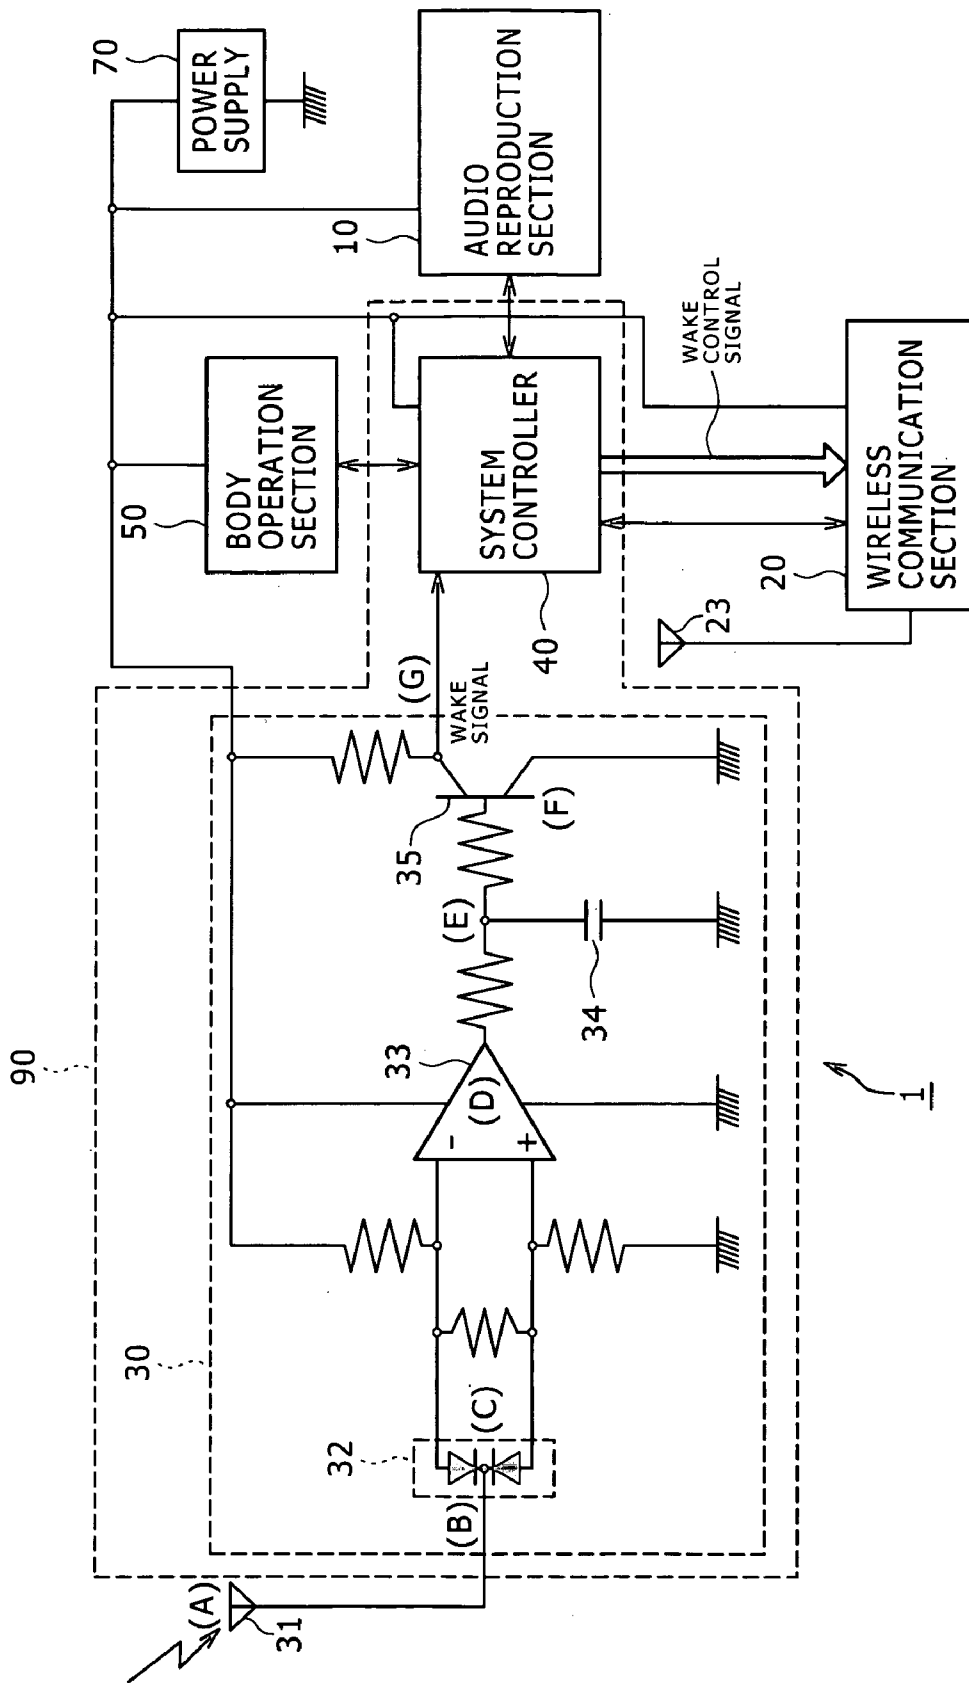 90
30
(A)
31
32
(B)
(C)
-
+
(D)
33
(E)
34
35
(F)
(G)
WAKE
SIGNAL
50
BODY
OPERATION
SECTION
SYSTEM
CONTROLLER
40
70
POWER
SUPPLY
10
AUDIO
REPRODUCTION
SECTION
WAKE
CONTROL
SIGNAL
23
20
WIRELESS
COMMUNICATION
SECTION
1